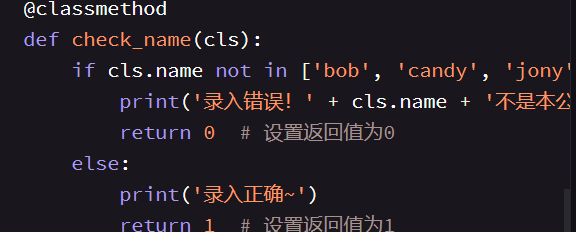 @classmethod
def check_name(cls):
if cls.name not in ['bob', 'candy', 'jony'
print('录入错误！' + cls.name + '不是本公
return 0 # 设置返回值为0
else:
print('录入正确~')
return 1 # 设置返回值为1